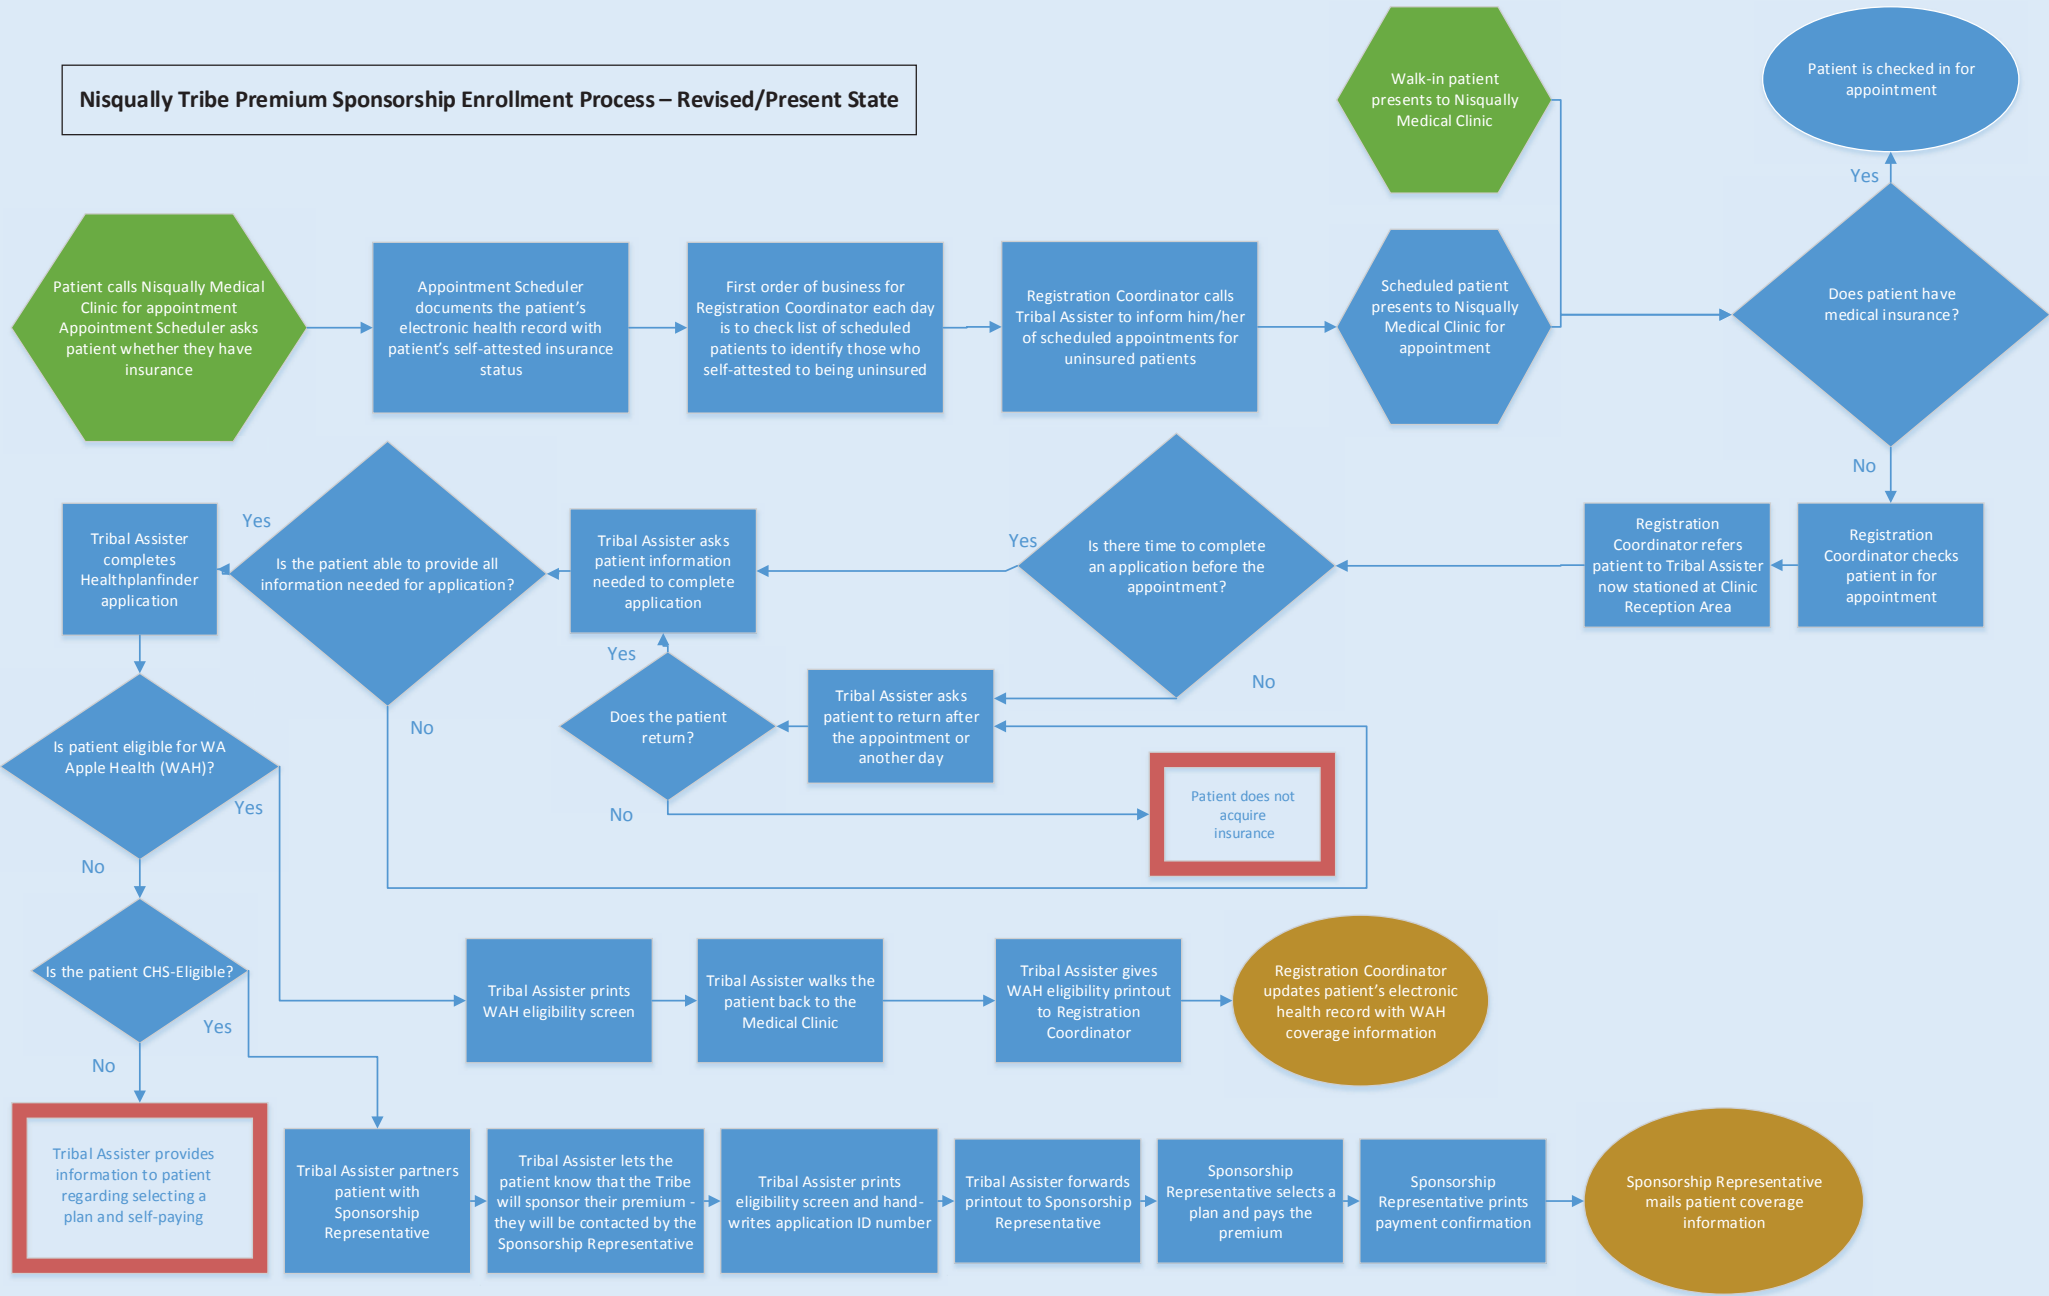 Nisqually Tribe Premium Sponsorship Enrollment Process – Revised/Present State
Walk-in patient
presents to Nisqually
Medical Clinic
Patient is checked in for
appointment
Yes
Patient calls Nisqually Medical
Clinic for appointment
Appointment Scheduler asks
patient whether they have
insurance
Appointment Scheduler
documents the patient’s
electronic health record with
patient’s self-attested insurance
status
First order of business for
Registration Coordinator each day
is to check list of scheduled
patients to identify those who
self-attested to being uninsured
Registration Coordinator calls
Tribal Assister to inform him/her
of scheduled appointments for
uninsured patients
Scheduled patient
presents to Nisqually
Medical Clinic for
appointment
Does patient have
medical insurance?
No
Registration
Coordinator checks
patient in for
appointment
Registration
Coordinator refers
patient to Tribal Assister
now stationed at Clinic
Reception Area
Is there time to complete
an application before the
appointment?
Yes
No
Tribal Assister asks
patient information
needed to complete
application
Is the patient able to provide all
information needed for application?
Yes
No
Tribal Assister
completes
Healthplanfinder
application
Yes
Does the patient
return?
No
Tribal Assister asks
patient to return after
the appointment or
another day
Patient does not
acquire
insurance
Is patient eligible for WA
Apple Health (WAH)?
Yes
No
Is the patient CHS-Eligible?
Yes
No
Tribal Assister prints
WAH eligibility screen
Tribal Assister walks the
patient back to the
Medical Clinic
Tribal Assister gives
WAH eligibility printout
to Registration
Coordinator
Registration Coordinator
updates patient’s electronic
health record with WAH
coverage information
Tribal Assister provides
information to patient
regarding selecting a
plan and self-paying
Tribal Assister partners
patient with
Sponsorship
Representative
Tribal Assister lets the
patient know that the Tribe
will sponsor their premium -
they will be contacted by the
Sponsorship Representative
Tribal Assister prints
eligibility screen and hand-
writes application ID number
Tribal Assister forwards
printout to Sponsorship
Representative
Sponsorship
Representative selects a
plan and pays the
premium
Sponsorship
Representative prints
payment confirmation
Sponsorship Representative
mails patient coverage
information